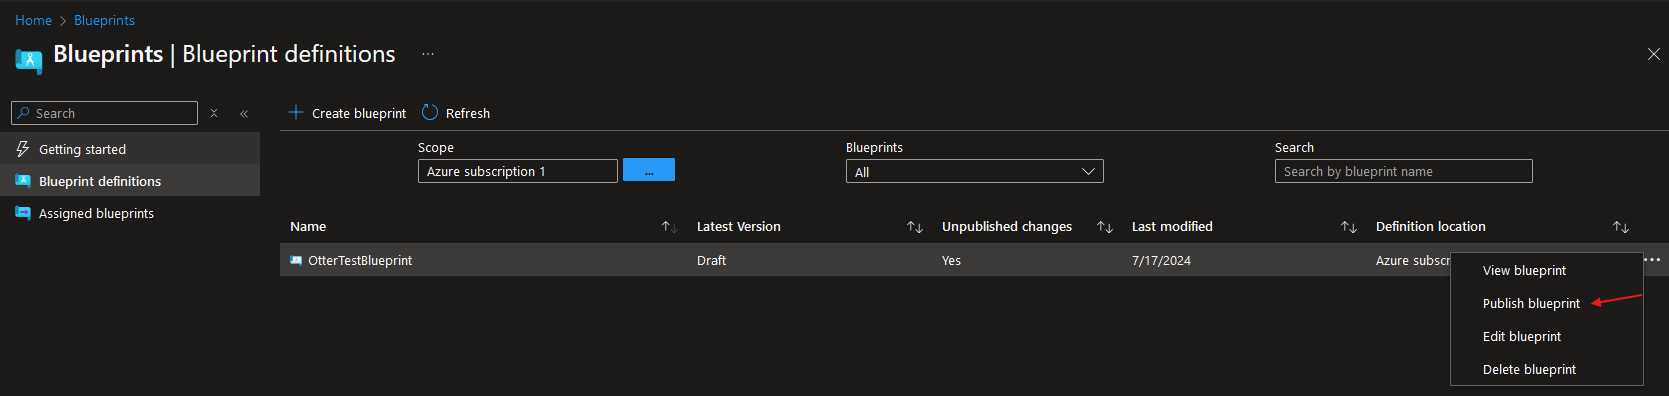 Home > Blueprints
Blueprints | Blueprint definitions ...
Search
Getting started
Blueprint definitions
Assigned blueprints
Create blueprint Refresh
Scope Blueprints Search
Azure subscription 1 ... All Search by blueprint name
Name Latest Version Unpublished changes Last modified Definition location
OtterTestBlueprint Draft Yes 7/17/2024 Azure subscr ...
View blueprint
Publish blueprint
Edit blueprint
Delete blueprint